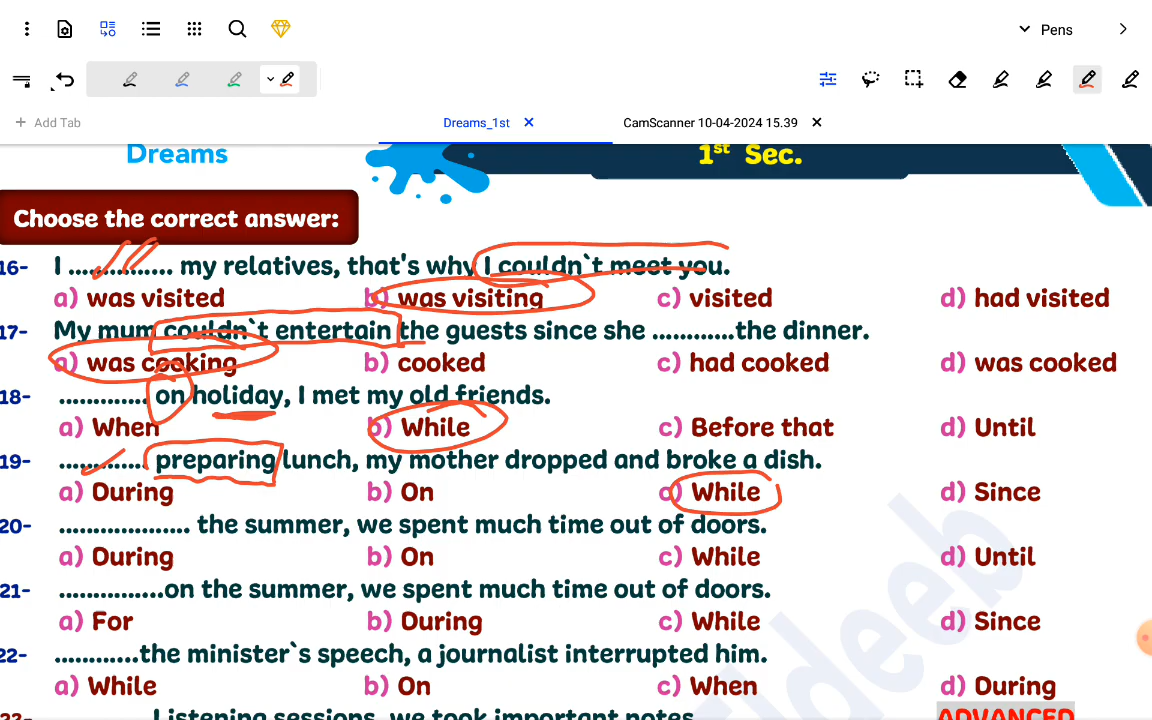 Pens
Add Tab
Dreams_1st
CamScanner 10-04-2024 15.39
Dreams
1st Sec.
Choose the correct answer:
16- I .............. my relatives, that's why I couldn`t meet you.
a) was visited b) was visiting c) visited d) had visited
17- My mum couldn`t entertain the guests since she ............the dinner.
a) was cooking b) cooked c) had cooked d) was cooked
18- ............. on holiday, I met my old friends.
a) When b) While c) Before that d) Until
19- ............. preparing lunch, my mother dropped and broke a dish.
a) During b) On c) While d) Since
20- ................... the summer, we spent much time out of doors.
a) During b) On c) While d) Until
21- ...............on the summer, we spent much time out of doors.
a) For b) During c) While d) Since
22- ............the minister`s speech, a journalist interrupted him.
a) While b) On c) When d) During
Listening sessions, we took important notes.
ADVANCED